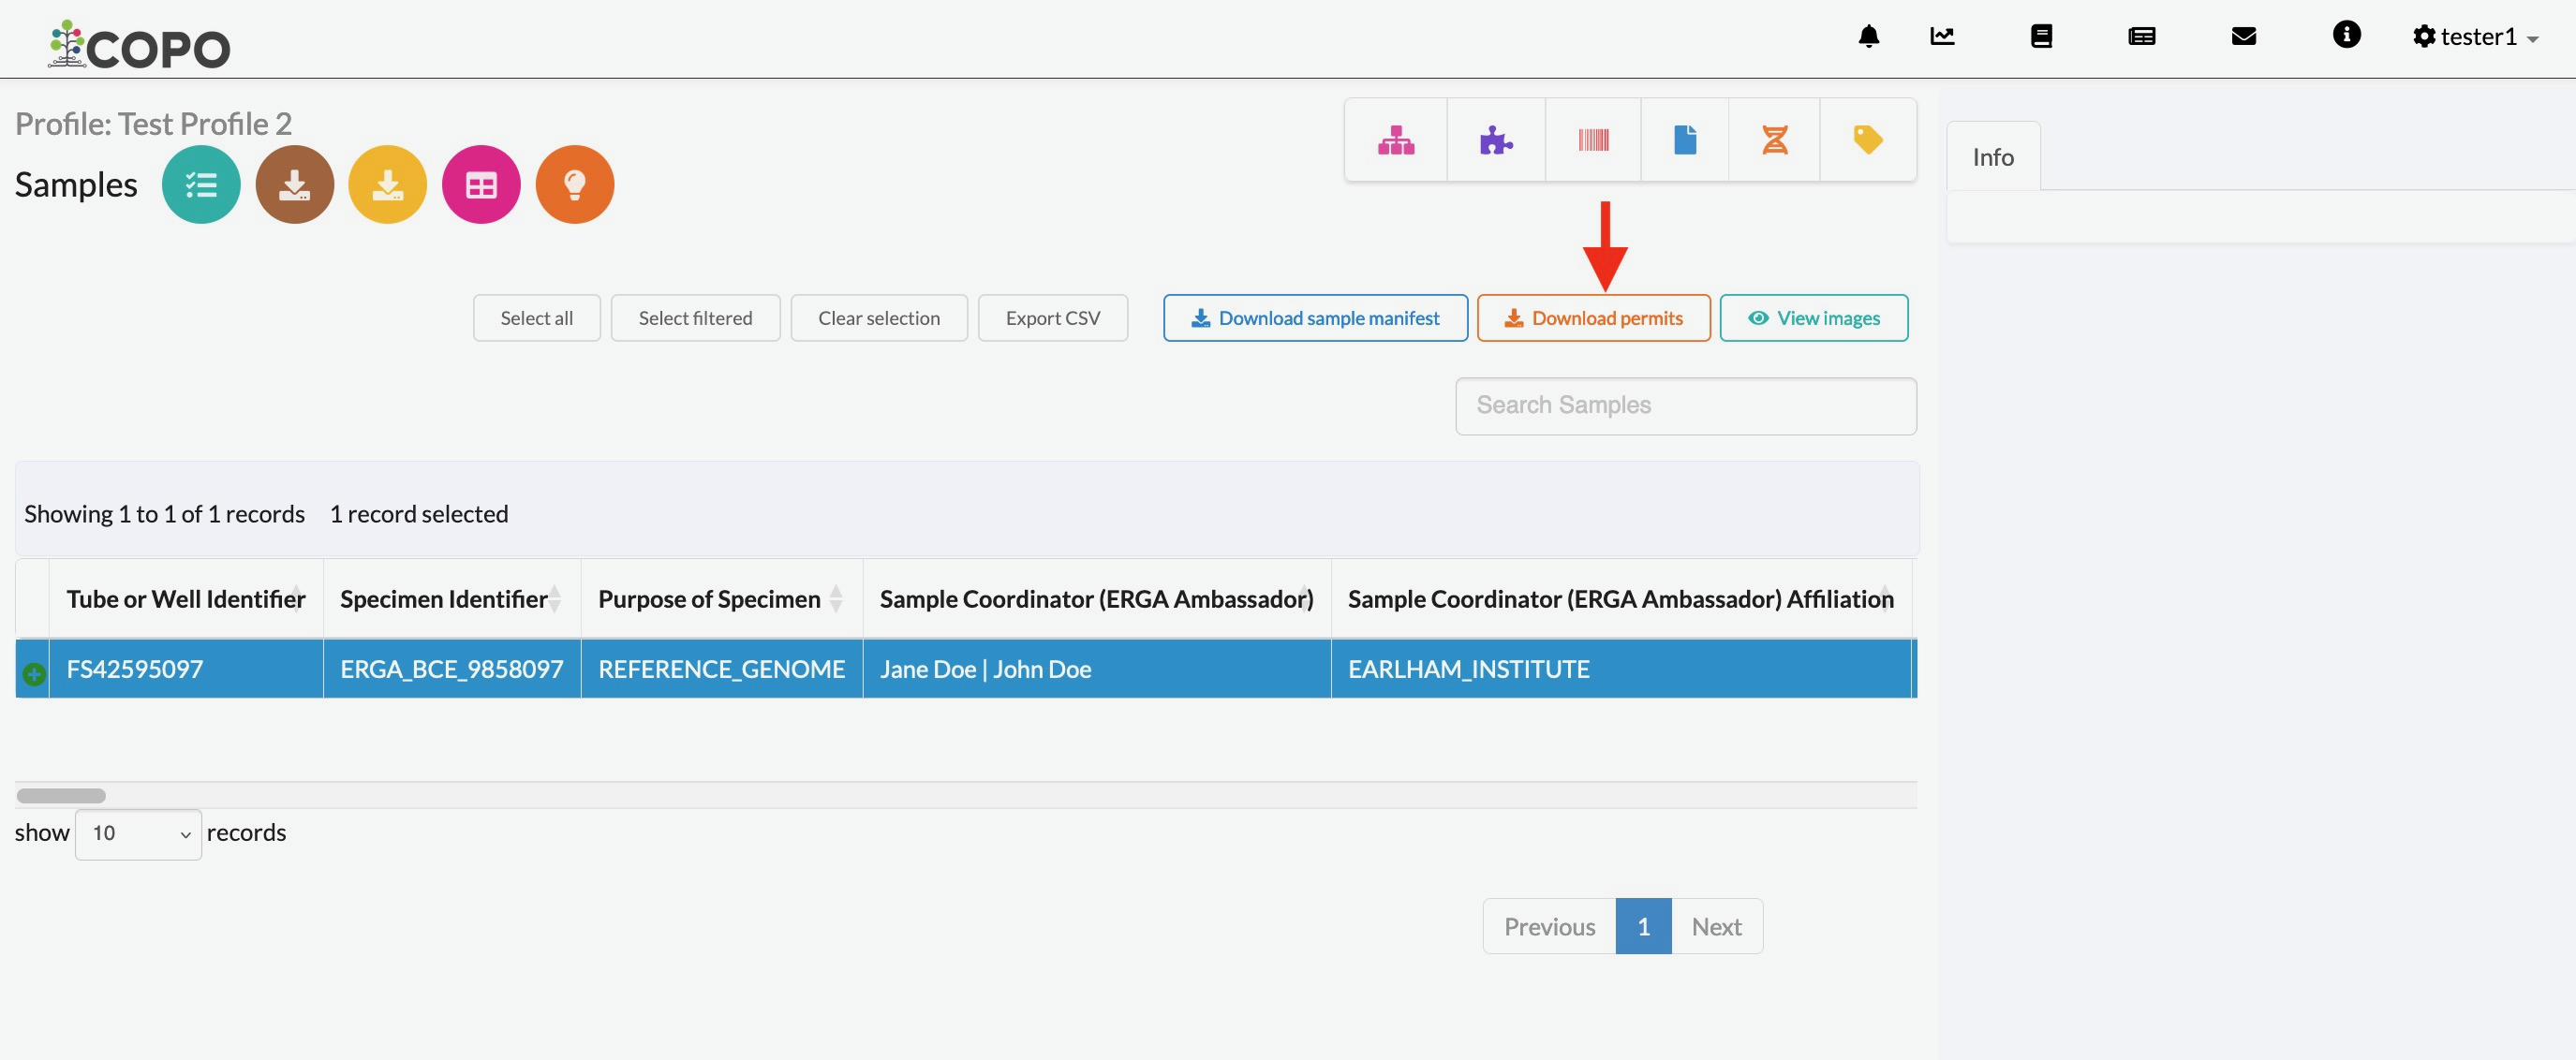 COPO
tester1
Profile: Test Profile 2
Samples
Info
Select all
Select filtered
Clear selection
Export CSV
Download sample manifest
Download permits
View images
Search Samples
Showing 1 to 1 of 1 records 1 record selected
Tube or Well Identifier Specimen Identifier Purpose of Specimen Sample Coordinator (ERGA Ambassador) Sample Coordinator (ERGA Ambassador) Affiliation
FS42595097 ERGA_BCE_9858097 REFERENCE_GENOME Jane Doe | John Doe EARLHAM_INSTITUTE
show 10 records
Previous 1 Next